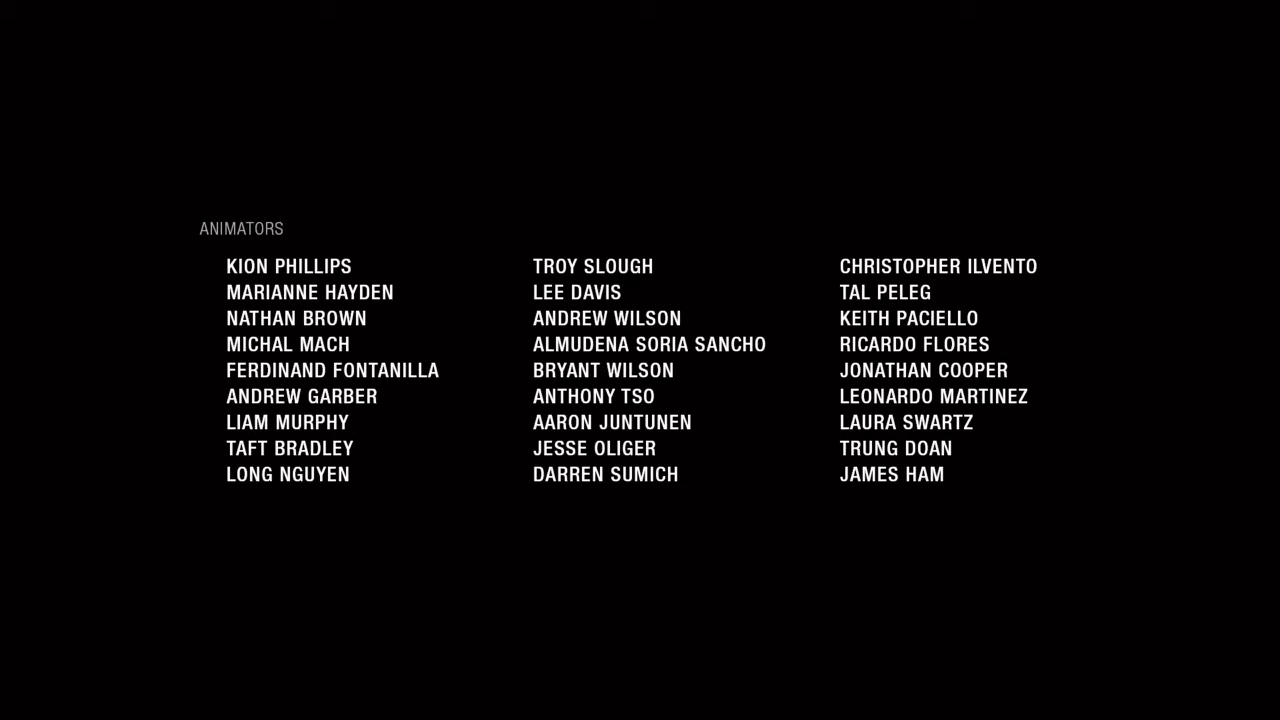 ANIMATORS
KION PHILLIPS
MARIANNE HAYDEN
NATHAN BROWN
MICHAL MACH
FERDINAND FONTANILLA
ANDREW GARBER
LIAM MURPHY
TAFT BRADLEY
LONG NGUYEN
TROY SLOUGH
LEE DAVIS
ANDREW WILSON
ALMUDENA SORIA SANCHO
BRYANT WILSON
ANTHONY TSO
AARON JUNTUNEN
JESSE OLIGER
DARREN SUMICH
CHRISTOPHER ILVENTO
TAL PELEG
KEITH PACIELLO
RICARDO FLORES
JONATHAN COOPER
LEONARDO MARTINEZ
LAURA SWARTZ
TRUNG DOAN
JAMES HAM